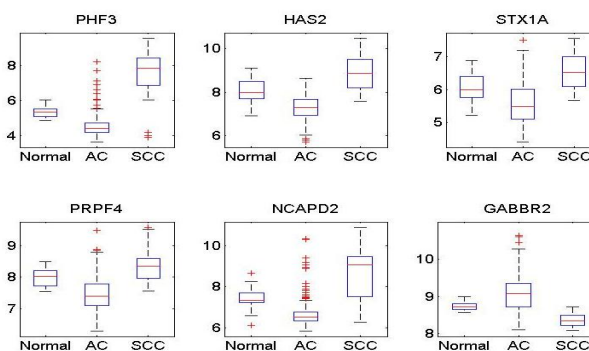 PHF3
HAS2
STX1A
8
6
4
10
8
6
7
6
5
Normal AC SCC
Normal AC SCC
Normal AC SCC
PRPF4
NCAPD2
GABBR2
9
8
7
10
8
6
10
9
8
Normal AC SCC
Normal AC SCC
Normal AC SCC